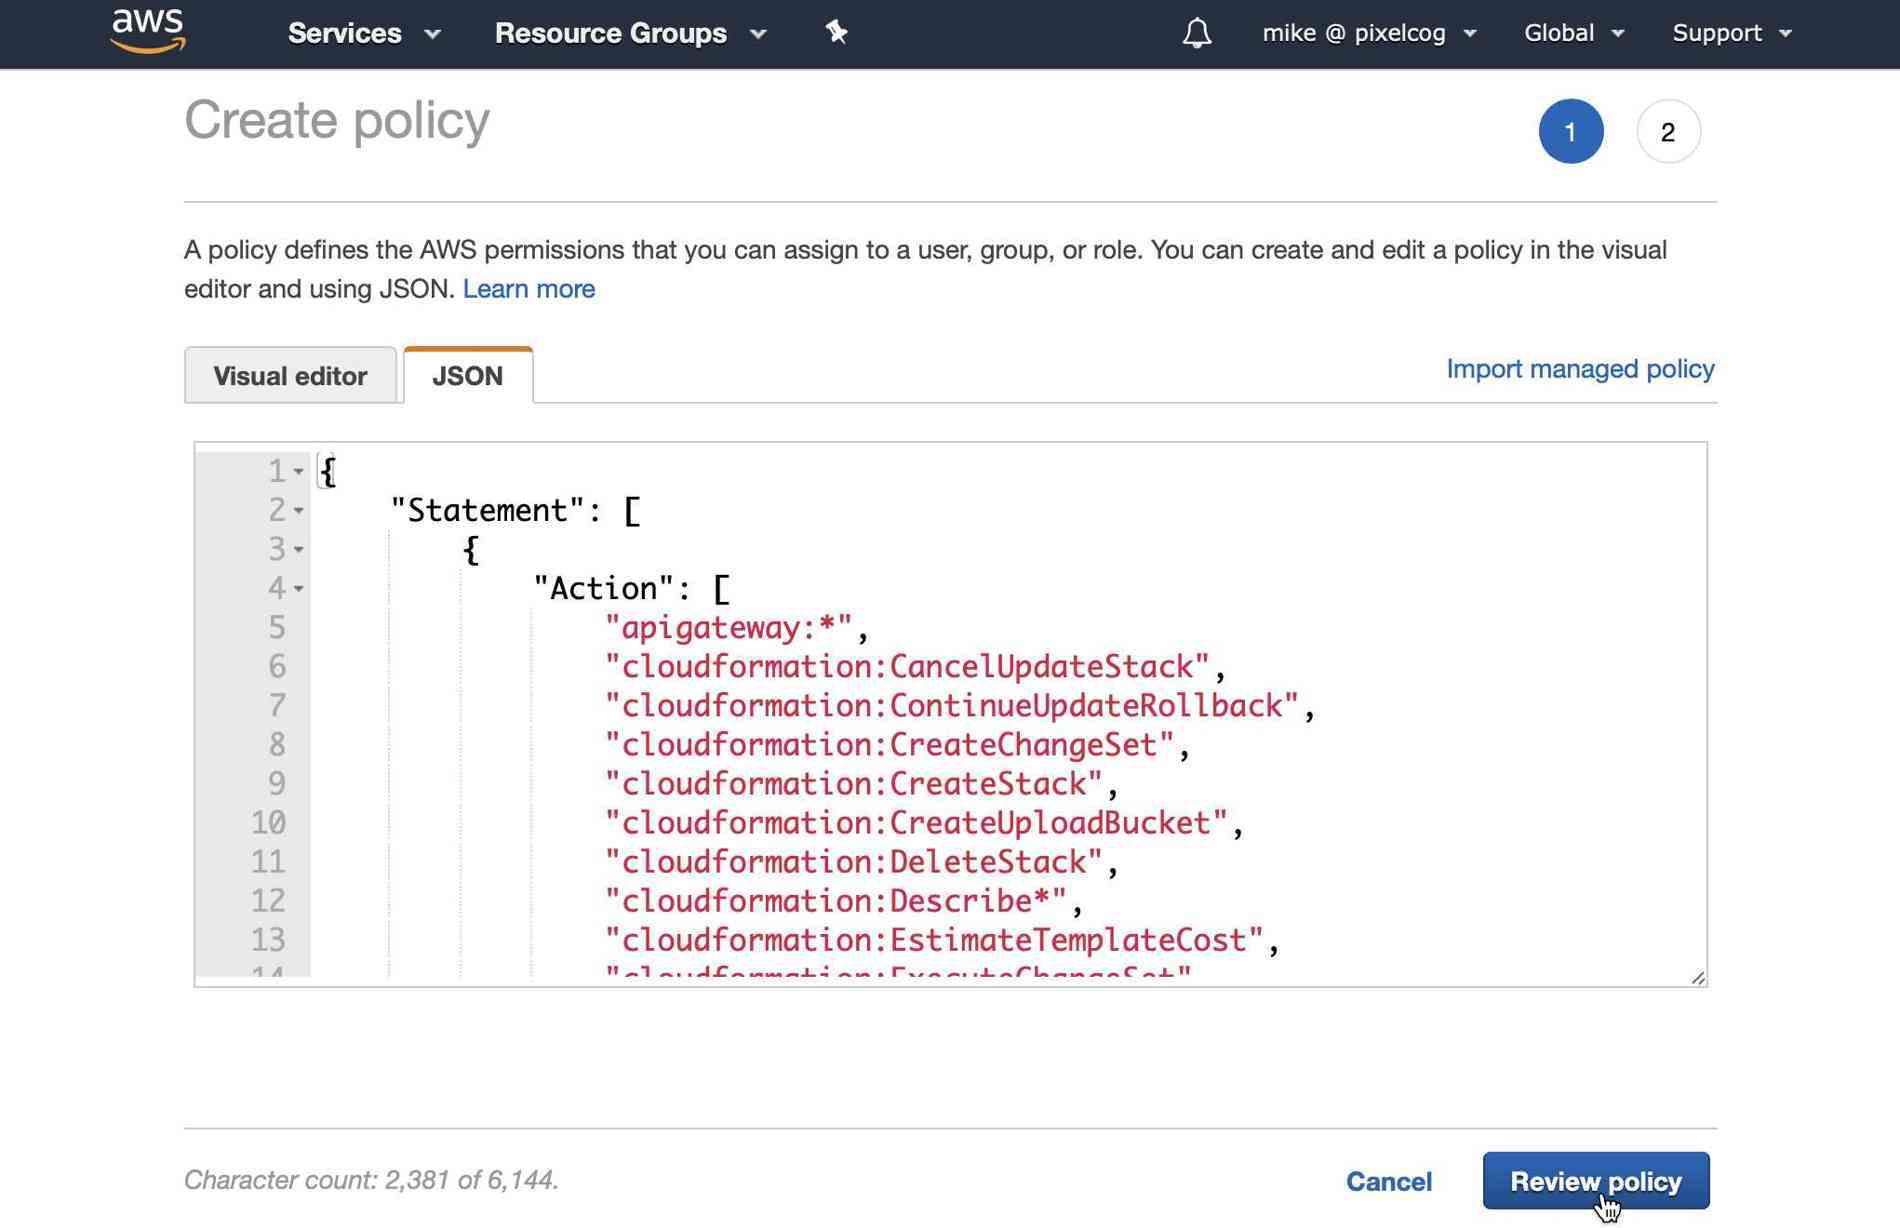 aws
Services
Resource Groups
mike @ pixelcog
Global
Support
Create policy
1
2
A policy defines the AWS permissions that you can assign to a user, group, or role. You can create and edit a policy in the visual
editor and using JSON. Learn more
Visual editor
JSON
Import managed policy
1 {
2 "Statement": [
3 {
4 "Action": [
5 "apigateway:*",
6 "cloudformation:CancelUpdateStack",
7 "cloudformation:ContinueUpdateRollback",
8 "cloudformation:CreateChangeSet",
9 "cloudformation:CreateStack",
10 "cloudformation:CreateUploadBucket",
11 "cloudformation:DeleteStack",
12 "cloudformation:Describe*",
13 "cloudformation:EstimateTemplateCost",
14 "cloudformation:ExecuteChangeSet"
Character count: 2,381 of 6,144.
Cancel
Review policy